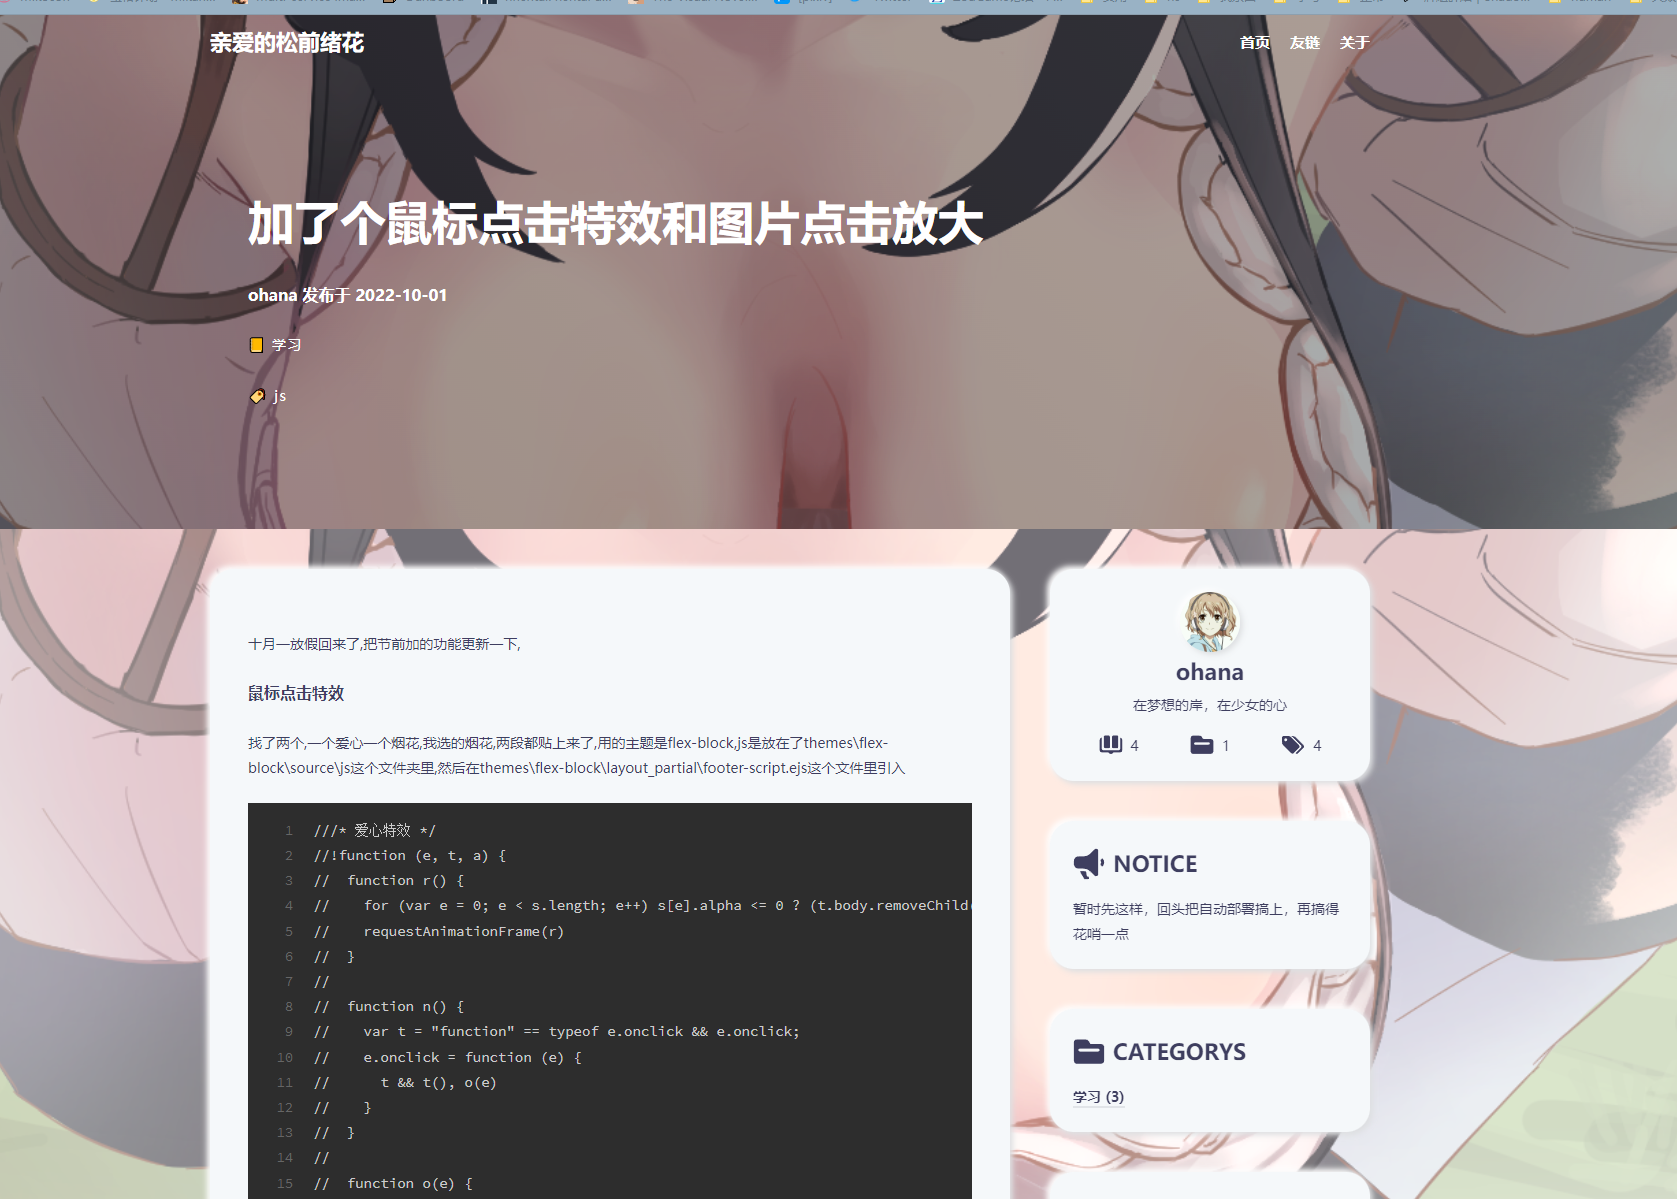 亲爱的松前绪花
首页 友链 关于
加了个鼠标点击特效和图片点击放大
ohana 发布于 2022-10-01
学习
js
十月一放假回来了,把节前加的功能更新一下,
鼠标点击特效
找了两个,一个爱心一个烟花,我选的烟花,两段都贴上来了,用的主题是flex-block,js是放在了themes\flex-
block\source\js这个文件夹里,然后在themes\flex-block\layout_partial\footer-script.ejs这个文件里引入
1 ///* 爱心特效 */
2 //!function (e, t, a) {
3 //  function r() {
4 //    for (var e = 0; e < s.length; e++) s[e].alpha <= 0 ? (t.body.removeChild(
5 //    requestAnimationFrame(r)
6 //  }
7 //
8 //  function n() {
9 //    var t = "function" == typeof e.onclick && e.onclick;
10 //    e.onclick = function (e) {
11 //      t && t(), o(e)
12 //    }
13 //  }
14 //
15 //  function o(e) {
ohana
在梦想的岸，在少女的心
4 1 4
NOTICE
暂时先这样，回头把自动部署搞上，再搞得
花哨一点
CATEGORYS
学习 (3)